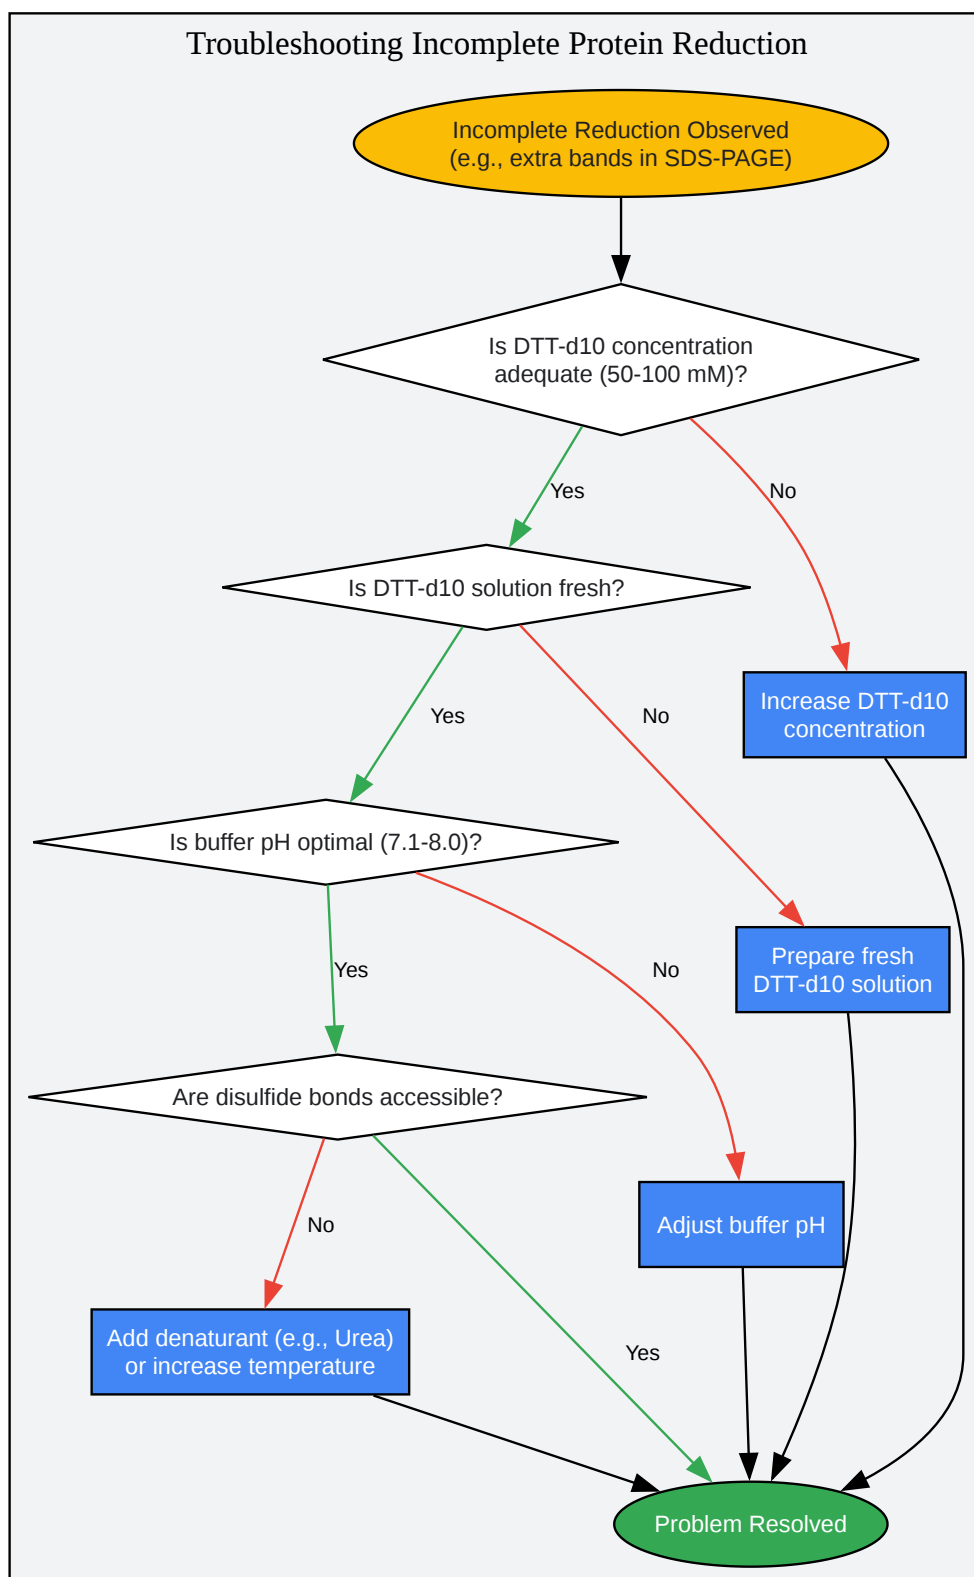 Troubleshooting Incomplete Protein Reduction
Incomplete Reduction Observed
(e.g., extra bands in SDS-PAGE)
Is DTT-d10 concentration
adequate (50-100 mM)?
Yes
No
Is DTT-d10 solution fresh?
Increase DTT-d10
concentration
Yes
No
Is buffer pH optimal (7.1-8.0)?
Prepare fresh
DTT-d10 solution
Yes
No
Are disulfide bonds accessible?
Adjust buffer pH
No
Add denaturant (e.g., Urea)
or increase temperature
Yes
Problem Resolved